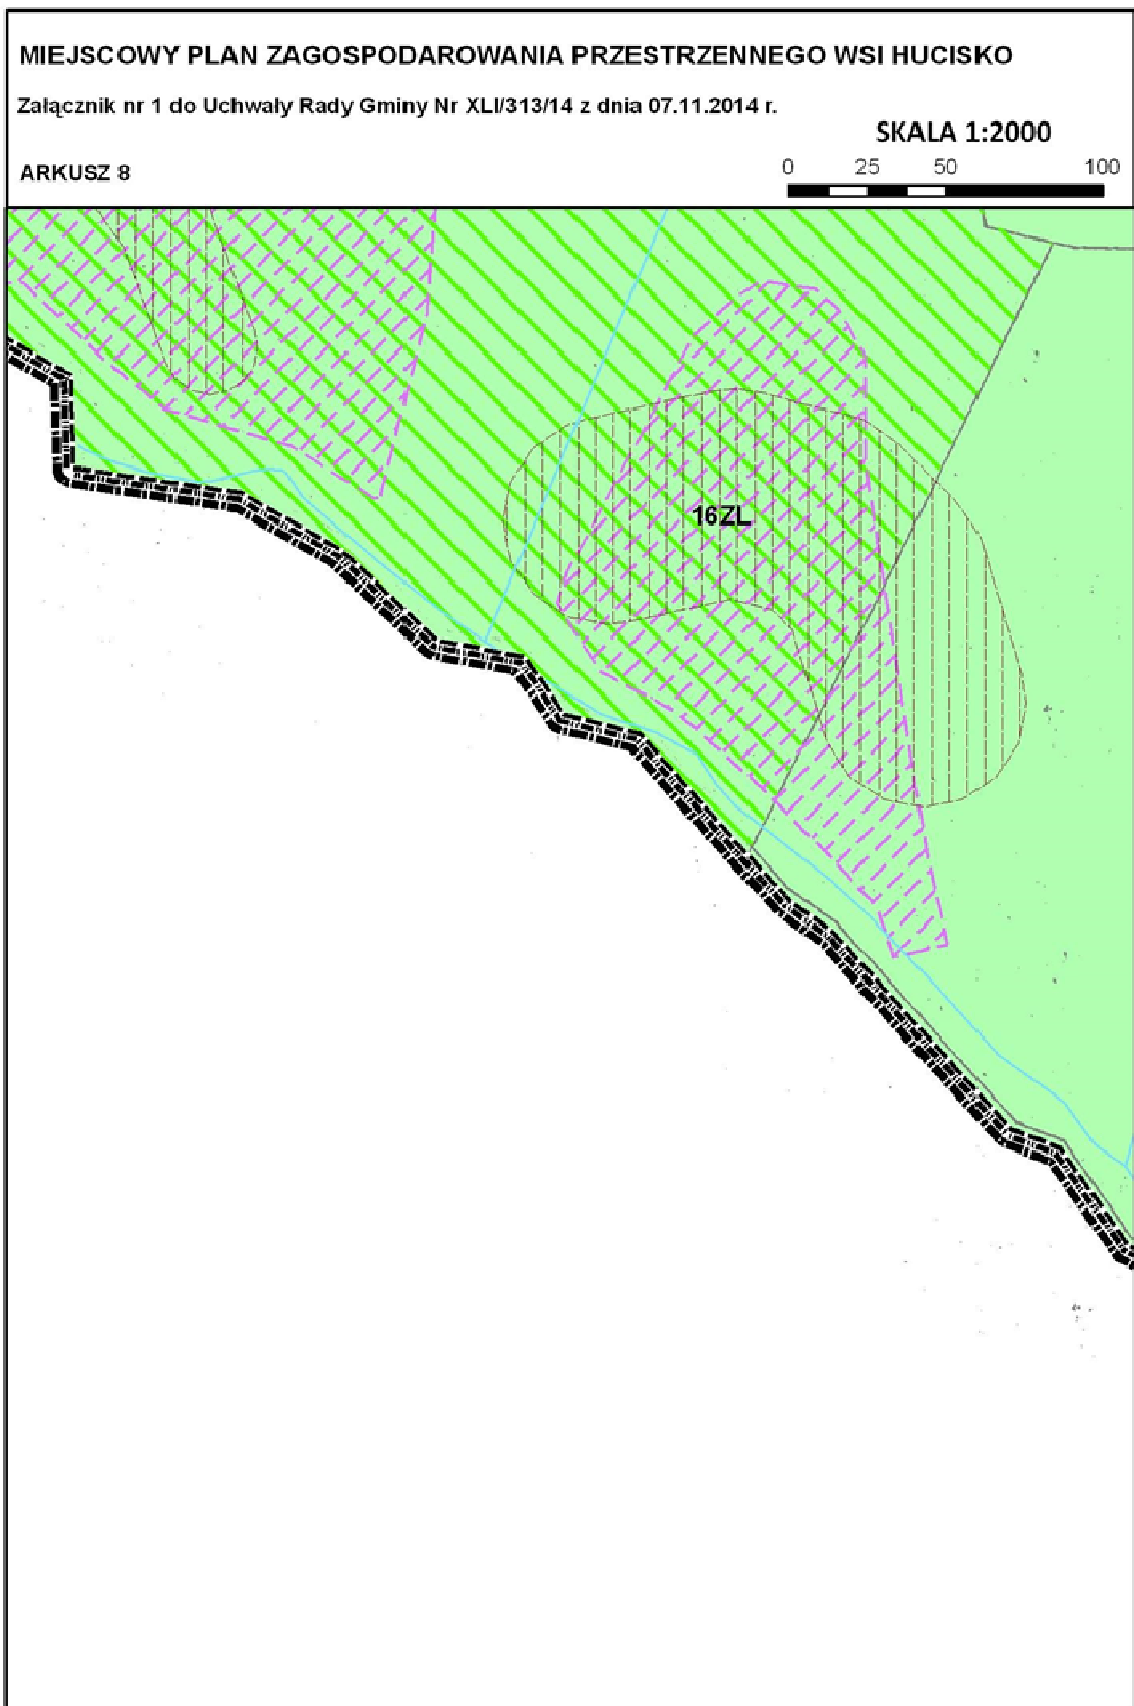 MIEJSCOWY PLAN ZAGOSPODAROWANIA PRZESTRZENNEGO WSI HUCISKO
Załącznik nr 1 do Uchwały Rady Gminy Nr XLI/313/14 z dnia 07.11.2014 r.
SKALA 1:2000
ARKUSZ 8
0 25 50 100
16ZL